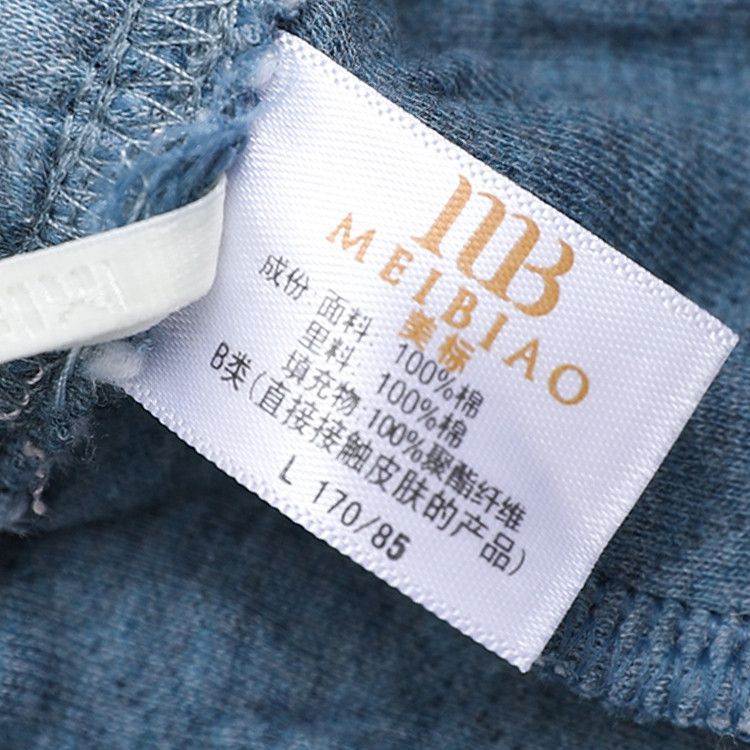 MB
MEIBIAO
美标
成份:面料:100%棉
里料:100%棉
填充物:100%聚酯纤维
B类(直接接触皮肤的产品)
L 170/85